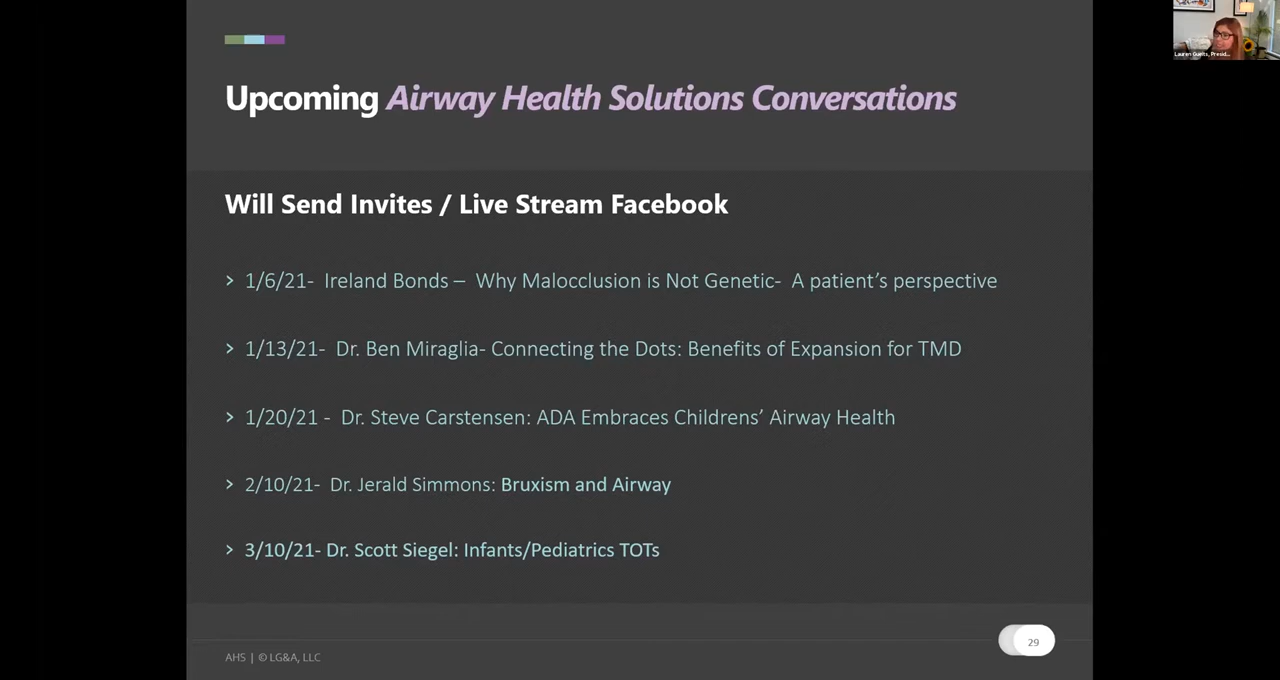 Upcoming Airway Health Solutions Conversations
Will Send Invites / Live Stream Facebook
> 1/6/21- Ireland Bonds – Why Malocclusion is Not Genetic- A patient’s perspective
> 1/13/21- Dr. Ben Miraglia- Connecting the Dots: Benefits of Expansion for TMD
> 1/20/21 - Dr. Steve Carstensen: ADA Embraces Childrens’ Airway Health
> 2/10/21- Dr. Jerald Simmons: Bruxism and Airway
> 3/10/21- Dr. Scott Siegel: Infants/Pediatrics TOTs
29
AHS | © LG&A, LLC